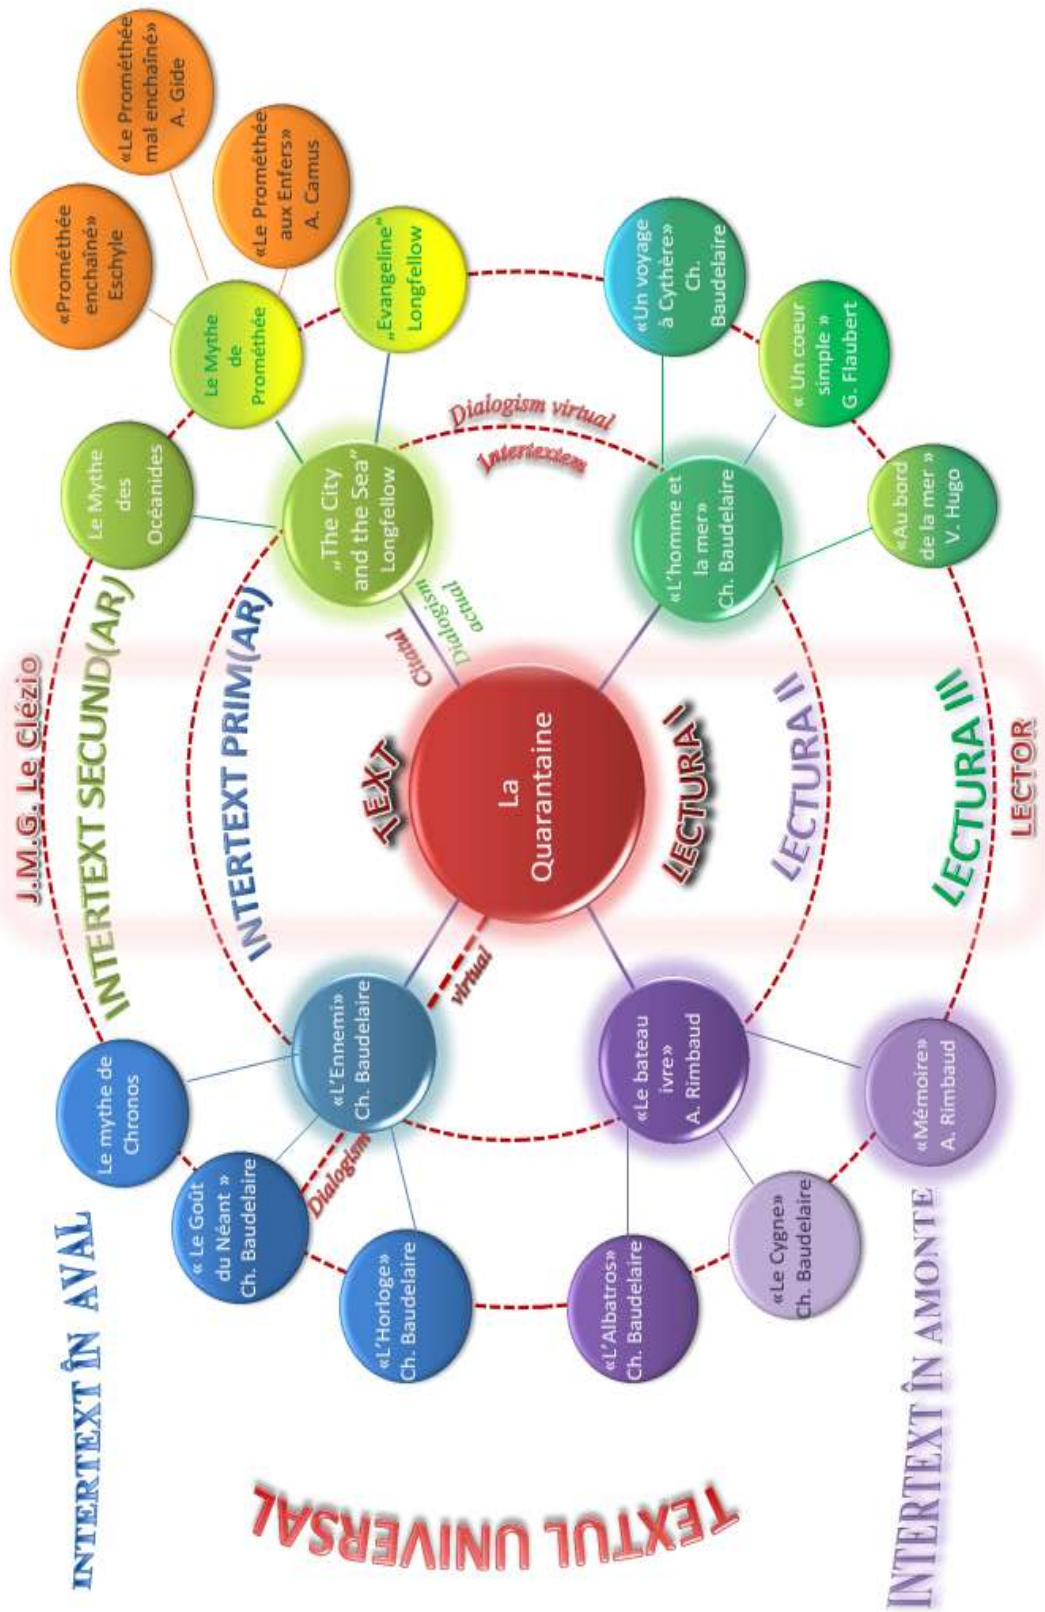 J.M.G. Le Clézio
INTERTEXT ÎN AVAL
INTERTEXT SECUND(AR)
INTERTEXT PRIM(AR)
TEXTUL UNIVERSAL
Le mythe de
Chronos
« Le Goût
du Néant »
Ch. Baudelaire
«L'Horloge»
Ch. Baudelaire
«L'Ennemi»
Ch. Baudelaire
Dialogism
virtual
Le Mythe
des
Océanides
Le Mythe
de
Prométhée
«Prométhée
enchaîné»
Eschyle
«Le Prométhée
mal enchaîné»
A. Gide
«Le Prométhée
aux Enfers»
A. Camus
„Evangeline"
Longfellow
„The City
and the Sea"
Longfellow
Citatul
Dialogism
actual
Dialogism virtual
Intertextem
TEXT
La
Quarantaine
LECTURA I
LECTURA II
LECTURA III
LECTOR
«Le bateau
ivre»
A. Rimbaud
«L'Albatros»
Ch. Baudelaire
«Le Cygne»
Ch. Baudelaire
«Mémoire»
A. Rimbaud
«L'homme et
la mer»
Ch. Baudelaire
«Un voyage
à Cythère»
Ch.
Baudelaire
« Un coeur
simple »
G. Flaubert
«Au bord
de la mer »
V. Hugo
INTERTEXT ÎN AMONTE